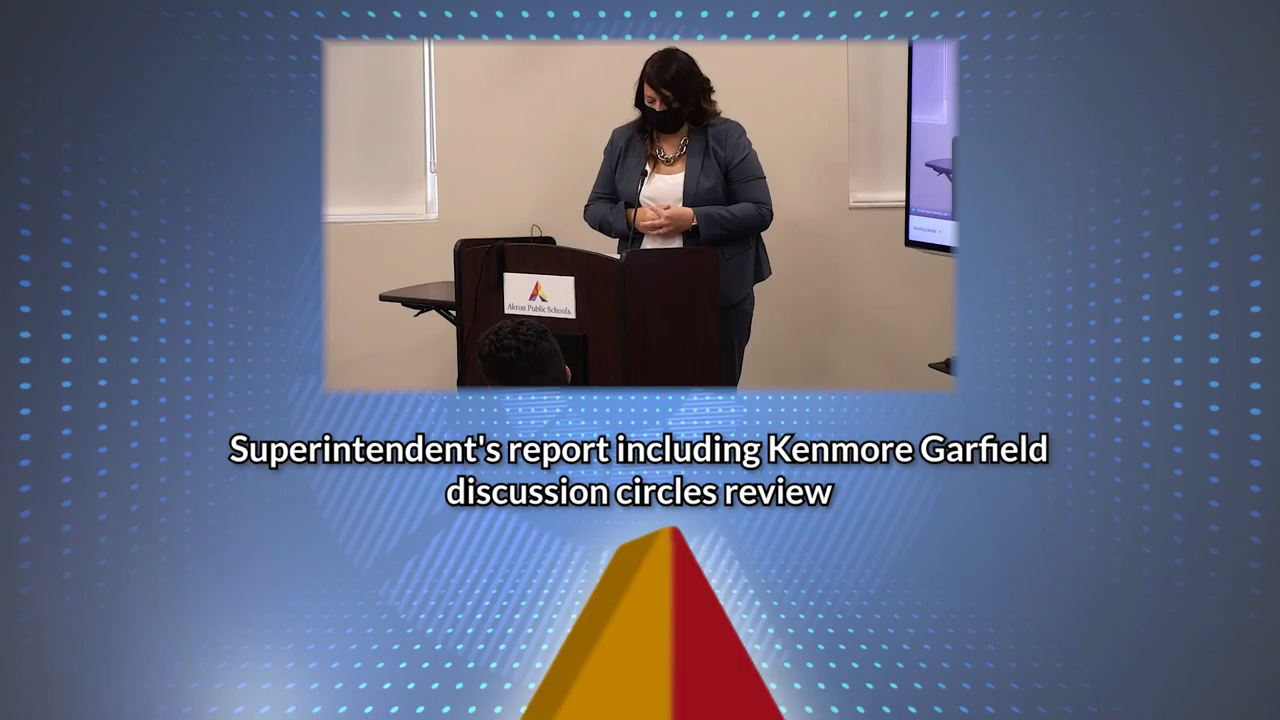 Akron Public Schools
Superintendent's report including Kenmore Garfield
discussion circles review